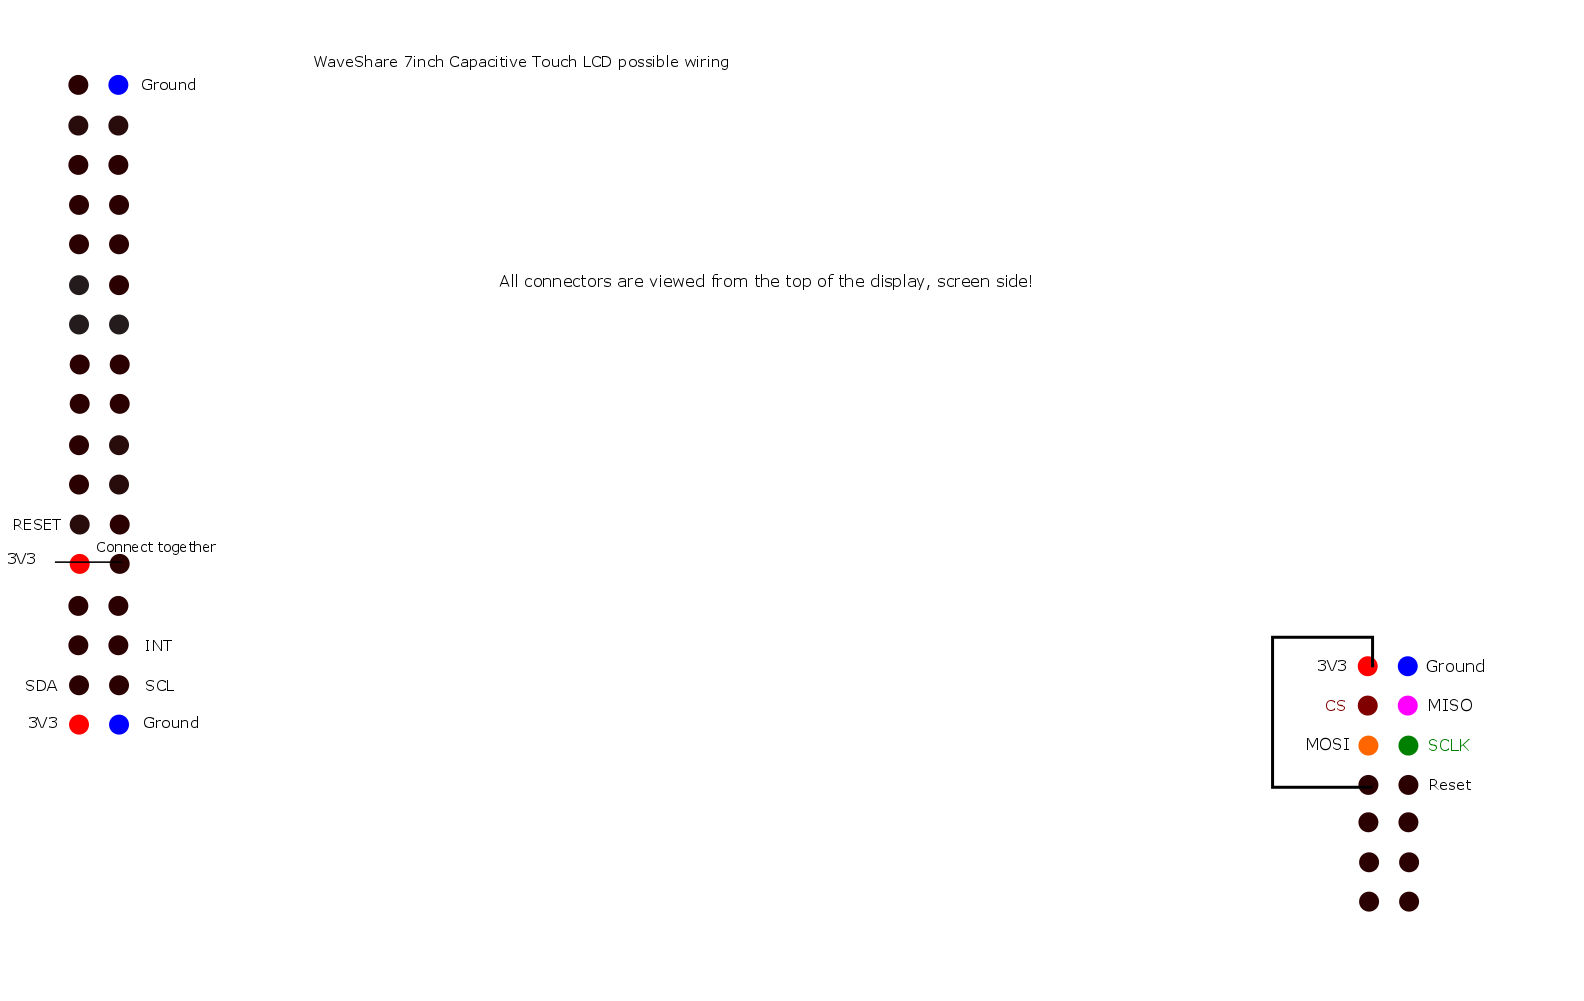 WaveShare 7inch Capacitive Touch LCD possible wiring
Ground
All connectors are viewed from the top of the display, screen side!
RESET
Connect together
3V3
INT
SDA
SCL
3V3
Ground
3V3
Ground
CS
MISO
MOSI
SCLK
Reset